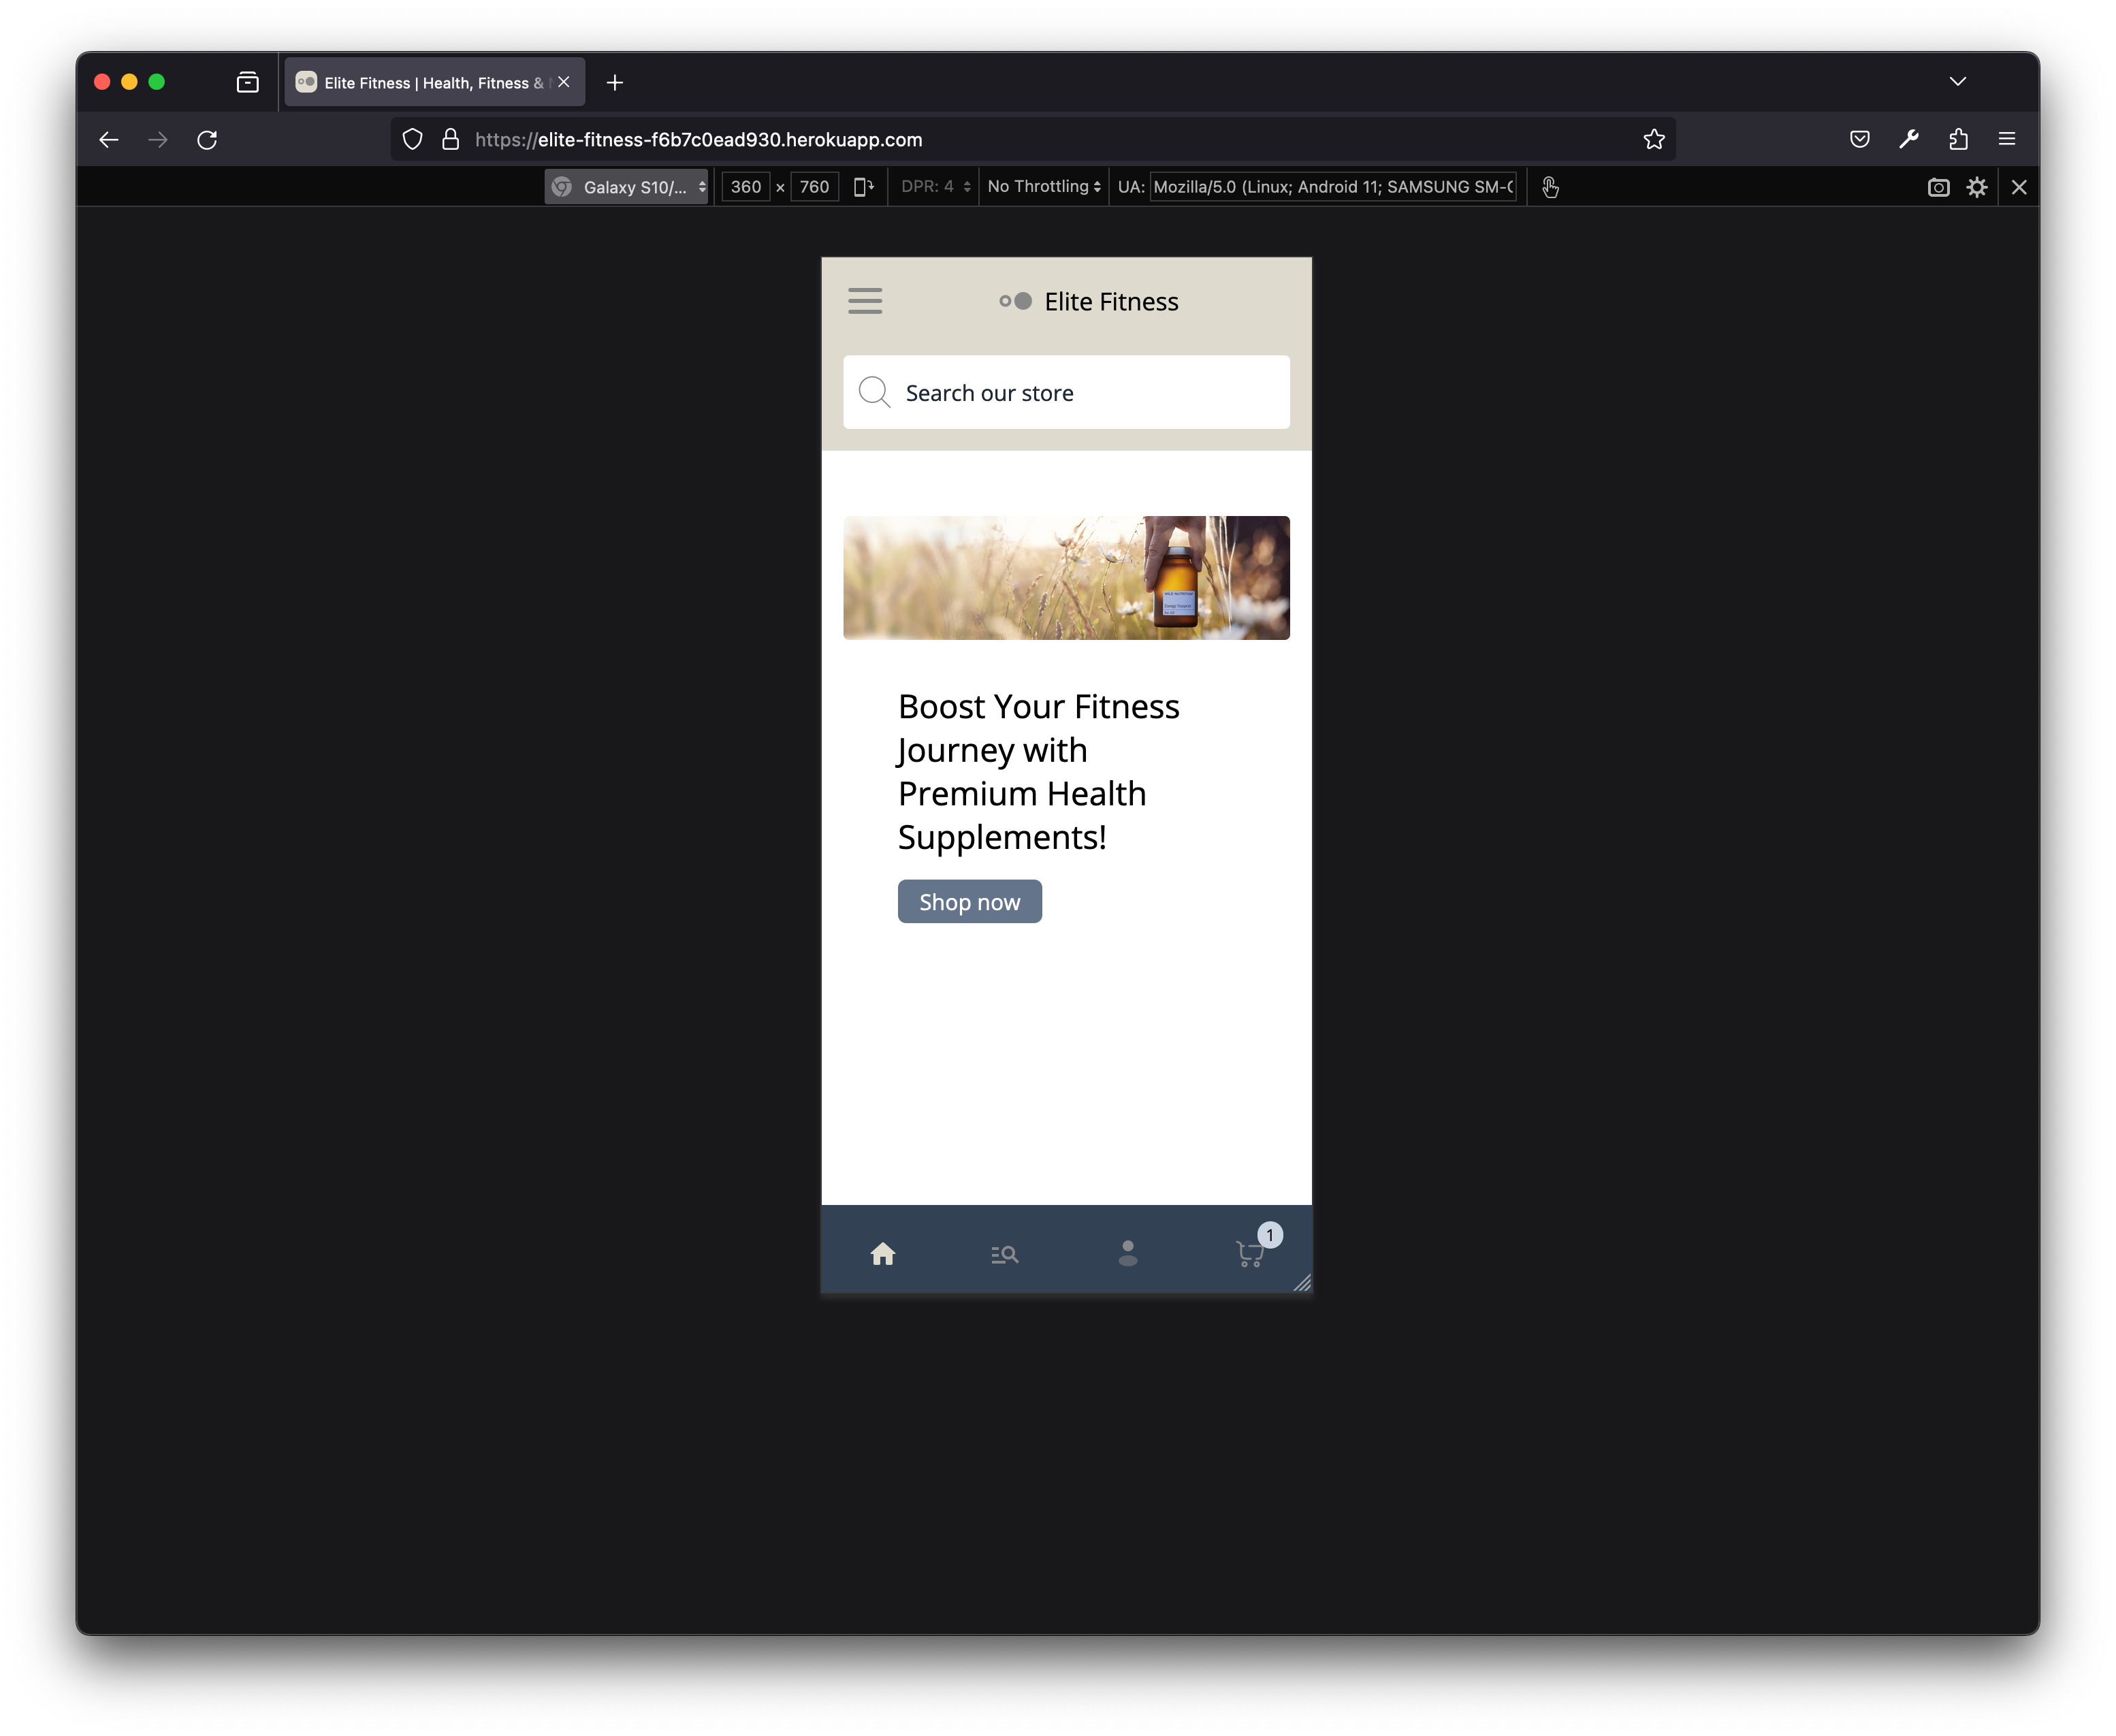 Elite Fitness | Health, Fitness &
https://elite-fitness-f6b7c0ead930.herokuapp.com
Galaxy S10/... 360 × 760 DPR: 4 No Throttling UA: Mozilla/5.0 (Linux; Android 11; SAMSUNG SM-
Elite Fitness
Search our store
Boost Your Fitness
Journey with
Premium Health
Supplements!
Shop now
1